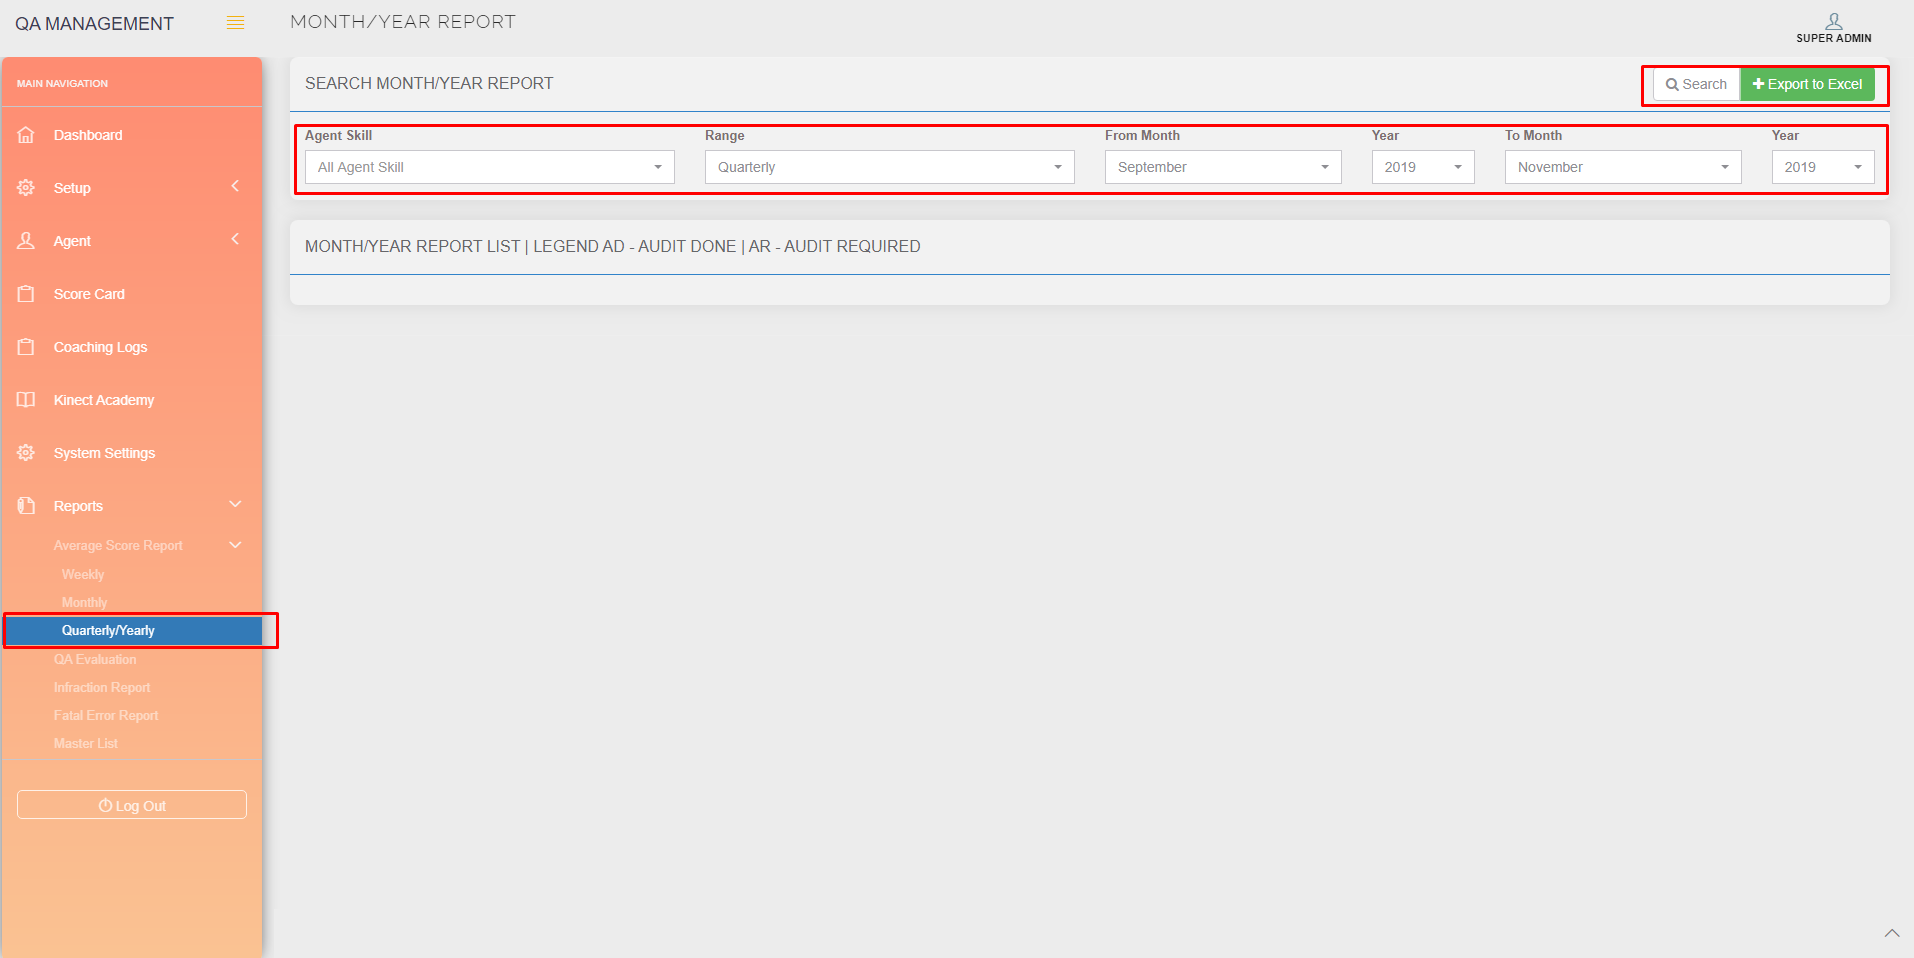 QA MANAGEMENT
MONTH/YEAR REPORT
SUPER ADMIN
MAIN NAVIGATION
Dashboard
Setup
Agent
Score Card
Coaching Logs
Kinect Academy
System Settings
Reports
Average Score Report
Weekly
Monthly
Quarterly/Yearly
QA Evaluation
Infraction Report
Fatal Error Report
Master List
Log Out
SEARCH MONTH/YEAR REPORT
Search
Export to Excel
Agent Skill Range From Month Year To Month Year
All Agent Skill Quarterly September 2019 November 2019
MONTH/YEAR REPORT LIST | LEGEND AD - AUDIT DONE | AR - AUDIT REQUIRED